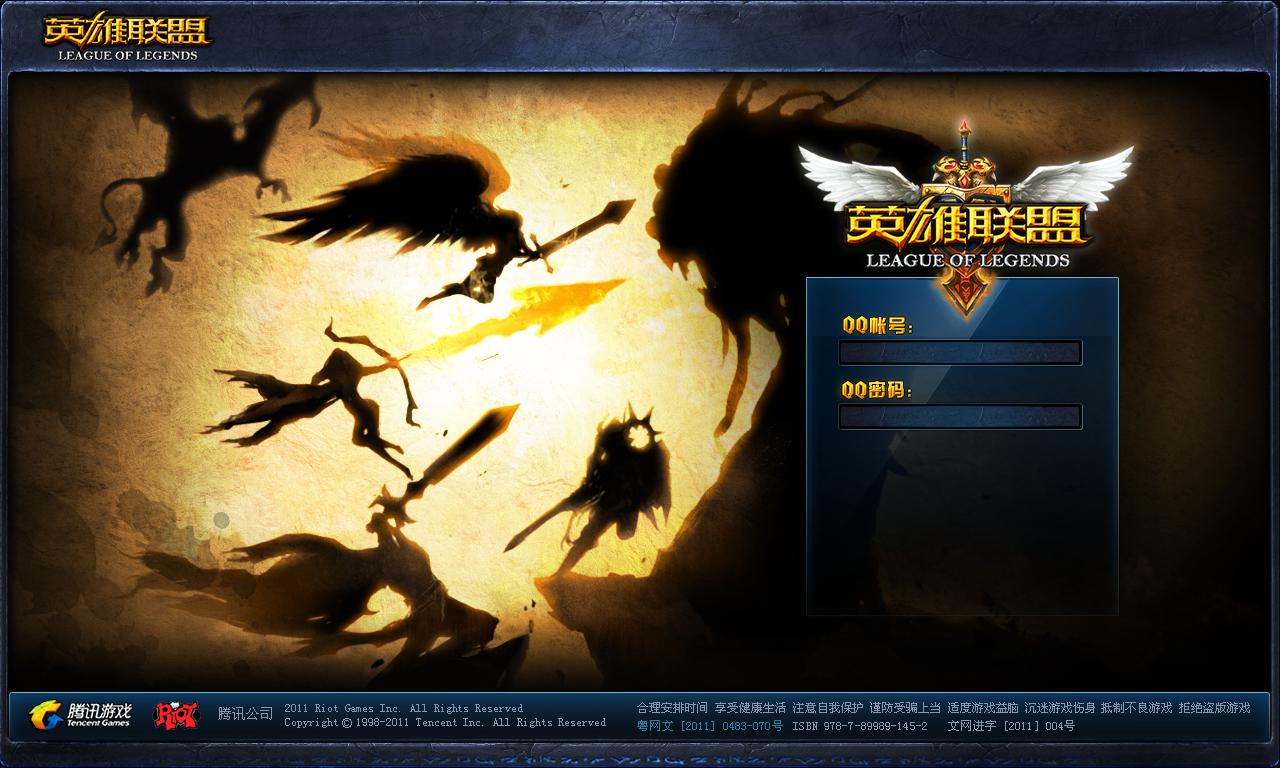 英雄联盟
LEAGUE OF LEGENDS
英雄联盟
LEAGUE OF LEGENDS
QQ帐号:
QQ密码:
腾讯游戏
Tencent Games
RIOT
腾讯公司
2011 Riot Games Inc. All Rights Reserved
Copyright © 1998-2011 Tencent Inc. All Rights Reserved
合理安排时间 享受健康生活 注意自我保护 谨防受骗上当 适度游戏益脑 沉迷游戏伤身 抵制不良游戏 拒绝盗版游戏
粤网文 [2011] 0483-070号 ISBN 978-7-89989-145-2 文网进字 [2011] 004号